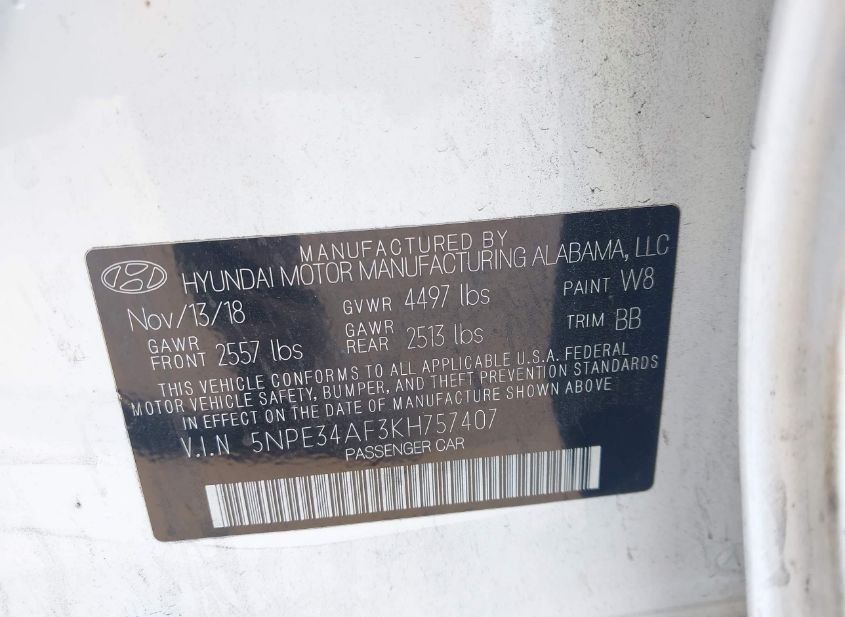 MANUFACTURED BY
HYUNDAI MOTOR MANUFACTURING ALABAMA, LLC
Nov/13/18 GVWR 4497 lbs PAINT W8
GAWR FRONT 2557 lbs GAWR REAR 2513 lbs TRIM BB
THIS VEHICLE CONFORMS TO ALL APPLICABLE U.S.A. FEDERAL
MOTOR VEHICLE SAFETY, BUMPER, AND THEFT PREVENTION STANDARDS
IN EFFECT ON THE DATE OF MANUFACTURE SHOWN ABOVE
V.I.N 5NPE34AF3KH757407
PASSENGER CAR